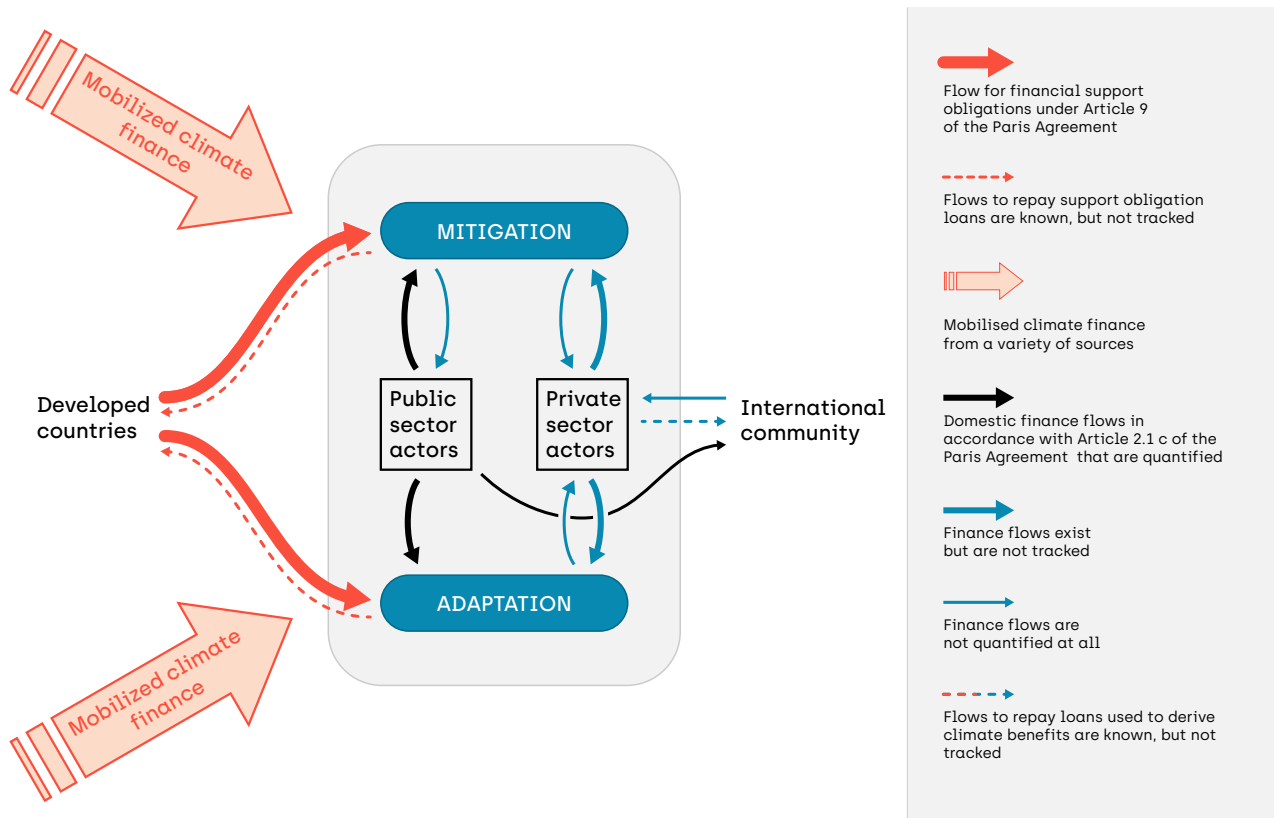 Mobilized climate
finance
MITIGATION
Developed
countries
Public
sector
actors
Private
sector
actors
International
community
ADAPTATION
Mobilized climate
finance
Flow for financial support
obligations under Article 9
of the Paris Agreement
Flows to repay support obligation
loans are known, but not tracked
Mobilised climate finance
from a variety of sources
Domestic finance flows in
accordance with Article 2.1 c of the
Paris Agreement  that are quantified
Finance flows exist
but are not tracked
Finance flows are
not quantified at all
Flows to repay loans used to derive
climate benefits are known, but not
tracked